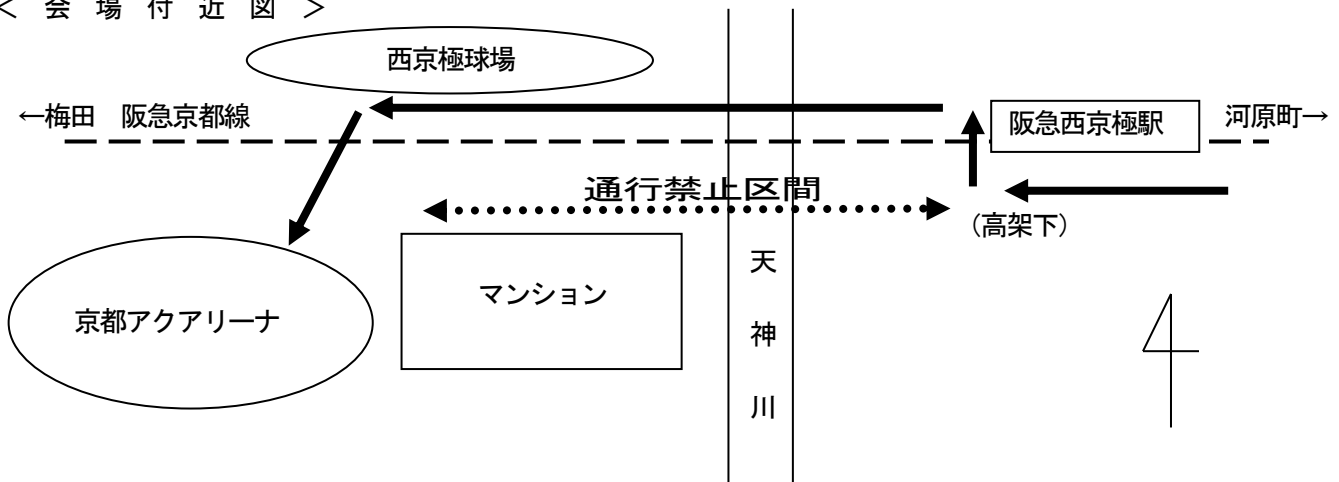 ＜ 会 場 付 近 図 ＞
西京極球場
←梅田 阪急京都線
阪急西京極駅
河原町→
通行禁止区間
（高架下）
天神川
マンション
京都アクアリーナ